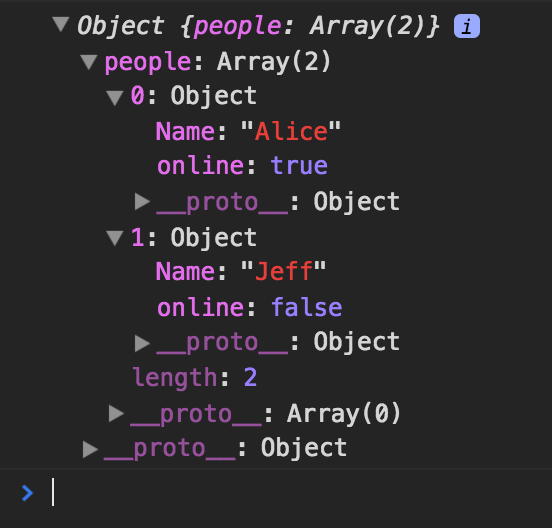 Object {people: Array(2)} i
people: Array(2)
0: Object
Name: "Alice"
online: true
__proto__: Object
1: Object
Name: "Jeff"
online: false
__proto__: Object
length: 2
__proto__: Array(0)
__proto__: Object